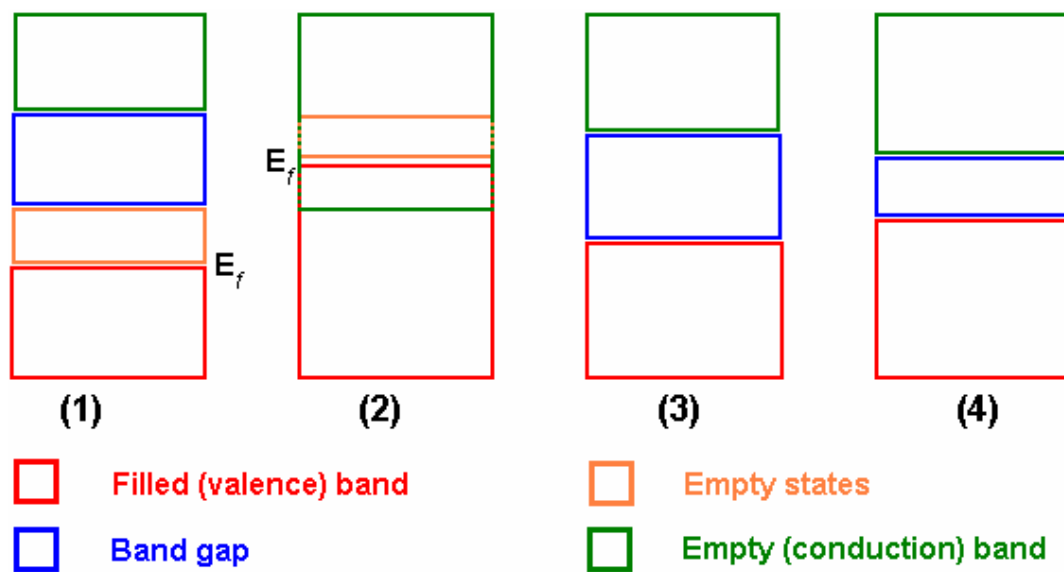 E_f
E_f
(1) (2) (3) (4)
Filled (valence) band Empty states
Band gap Empty (conduction) band